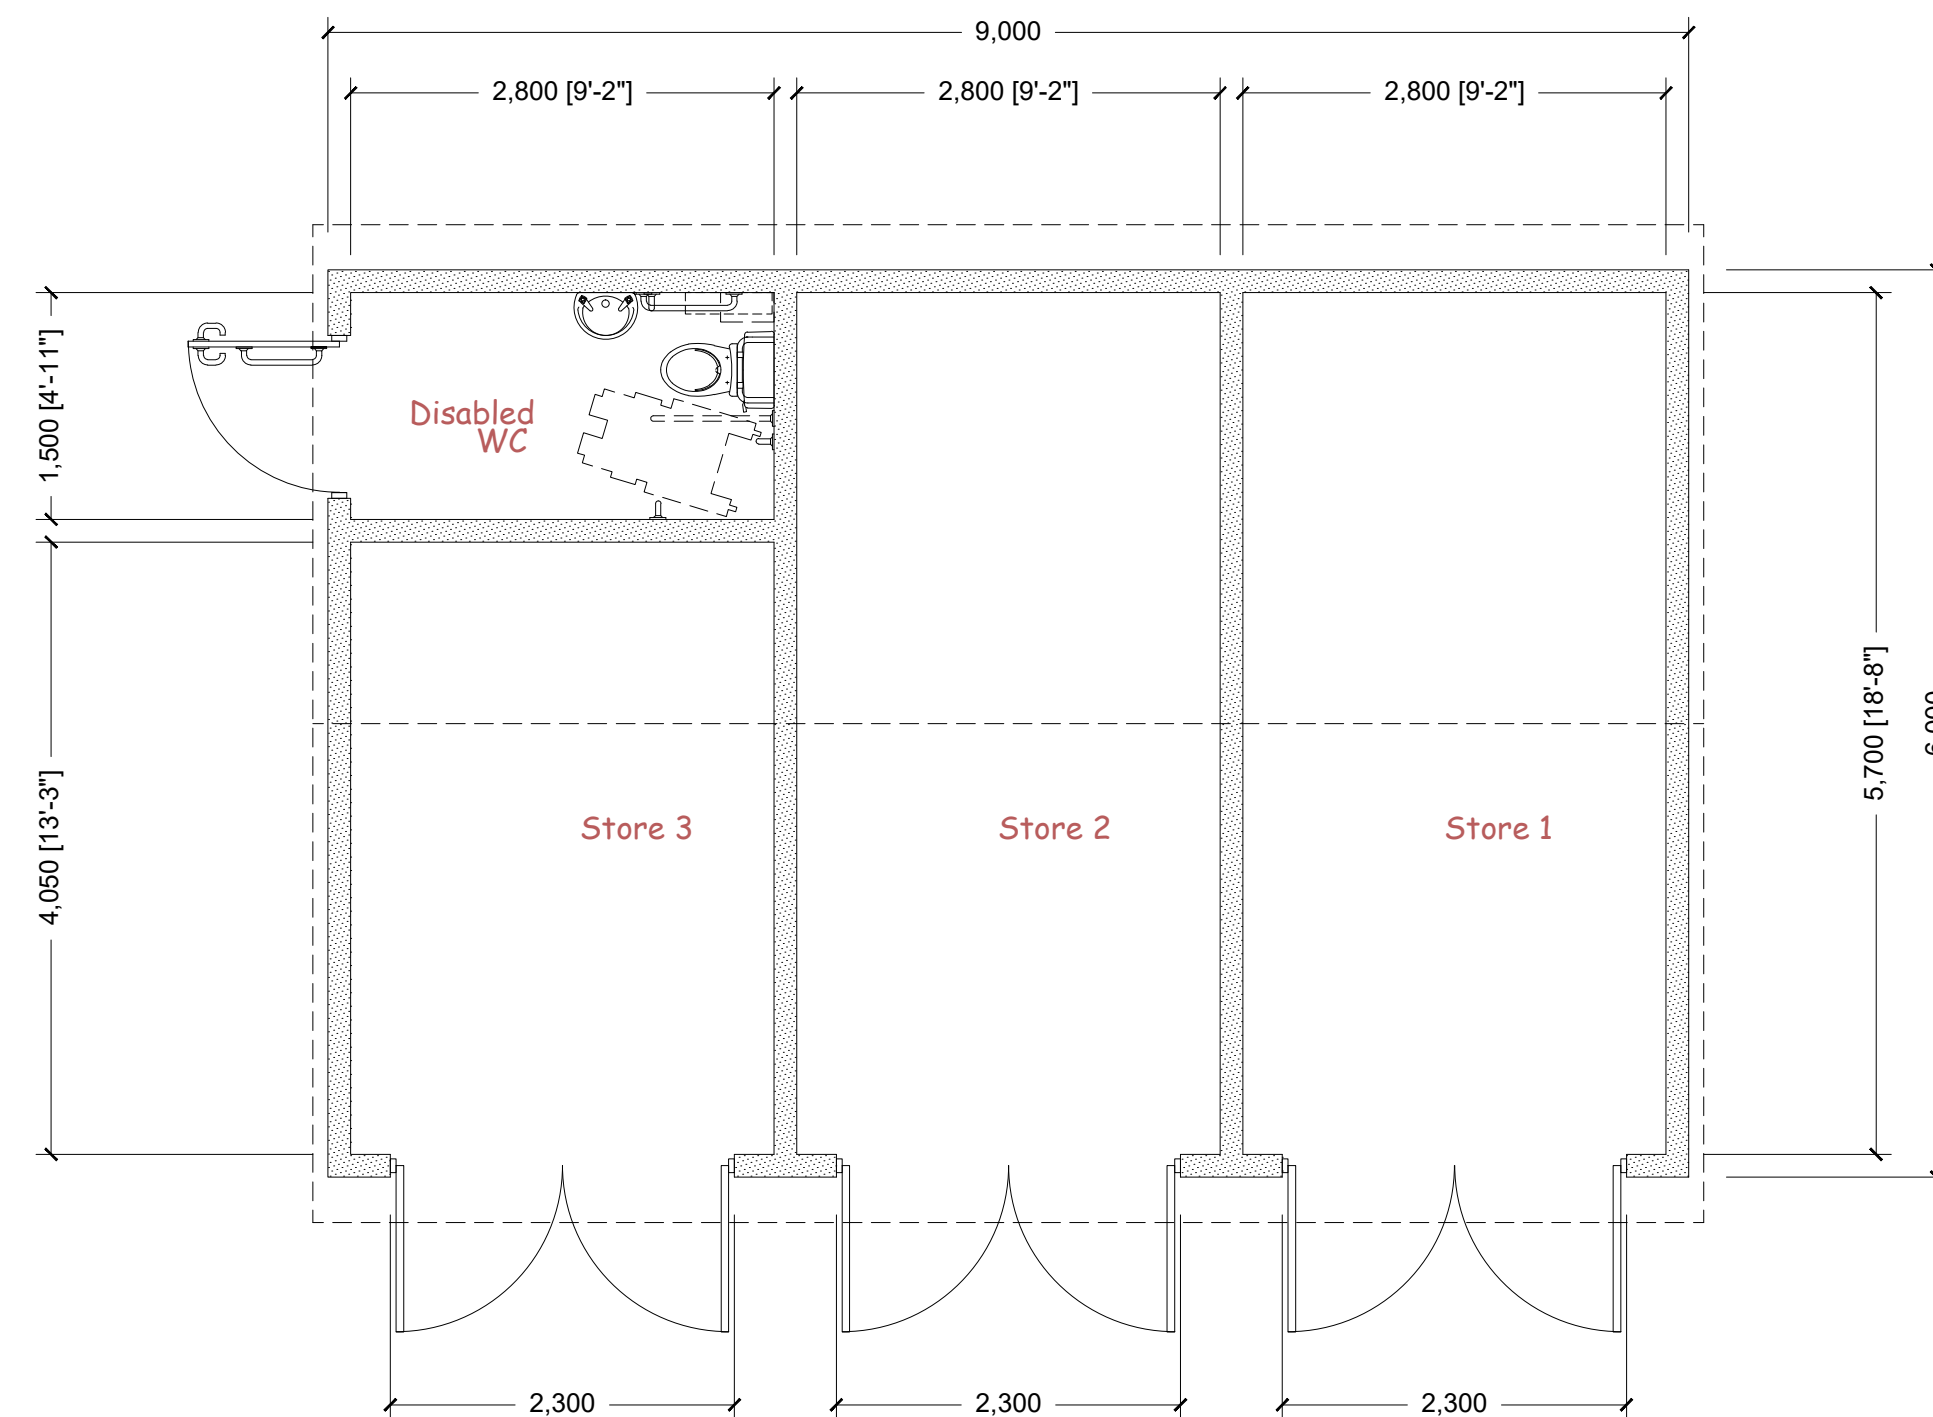 9,000
2,800 [9'-2"]
2,800 [9'-2"]
2,800 [9'-2"]
1,500 [4'-11"]
Disabled
WC
5,700 [18'-8"]
4,050 [13'-3"]
Store 3
Store 2
Store 1
2,300
2,300
2,300